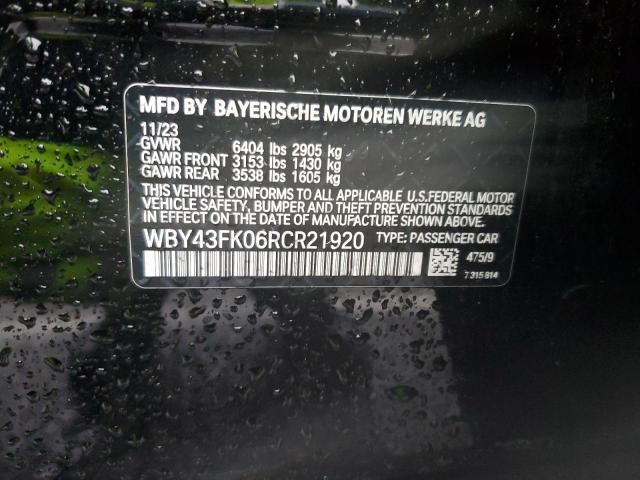 MFD BY BAYERISCHE MOTOREN WERKE AG
11/23
GVWR 6404 lbs 2905 kg
GAWR FRONT 3153 lbs 1430 kg
GAWR REAR 3538 lbs 1605 kg
THIS VEHICLE CONFORMS TO ALL APPLICABLE U.S.FEDERAL MOTOR
VEHICLE SAFETY, BUMPER AND THEFT PREVENTION STANDARDS
IN EFFECT ON THE DATE OF MANUFACTURE SHOWN ABOVE.
WBY43FK06RCR21920 TYPE: PASSENGER CAR
475/9
7 315 814